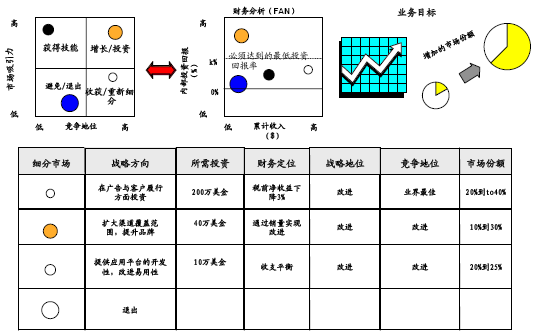 财务分析（FAN）
业务目标
高
获得技能
增长/投资
市场吸引力
避免/退出
收获/重新细分
低
低
竞争地位
高
高
必须达到的最低投资回报率
内部投资回报
（%）
k%
0%
低
低
累计收入
高
（$）
增加的市场份额
细分市场
战略方向
所需投资
财务定位
战略地位
竞争地位
市场份额
在广告与客户履行
方面投资
200万美金
税前净收益下
降3%
改进
业界最佳
20%到to40%
扩大渠道覆盖范
围，提升品牌
40万美金
通过销量实现
改进
改进
改进
10%到30%
提供应用平台的开发
性，改进易用性
10万美金
收支平衡
改进
改进
20%到25%
退出